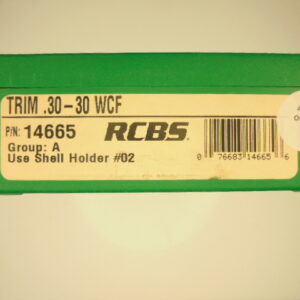 TRIM .30-30 WCF
P/N: 14665 RCBS
Group: A
Use Shell Holder #02
0 76683 14665 6